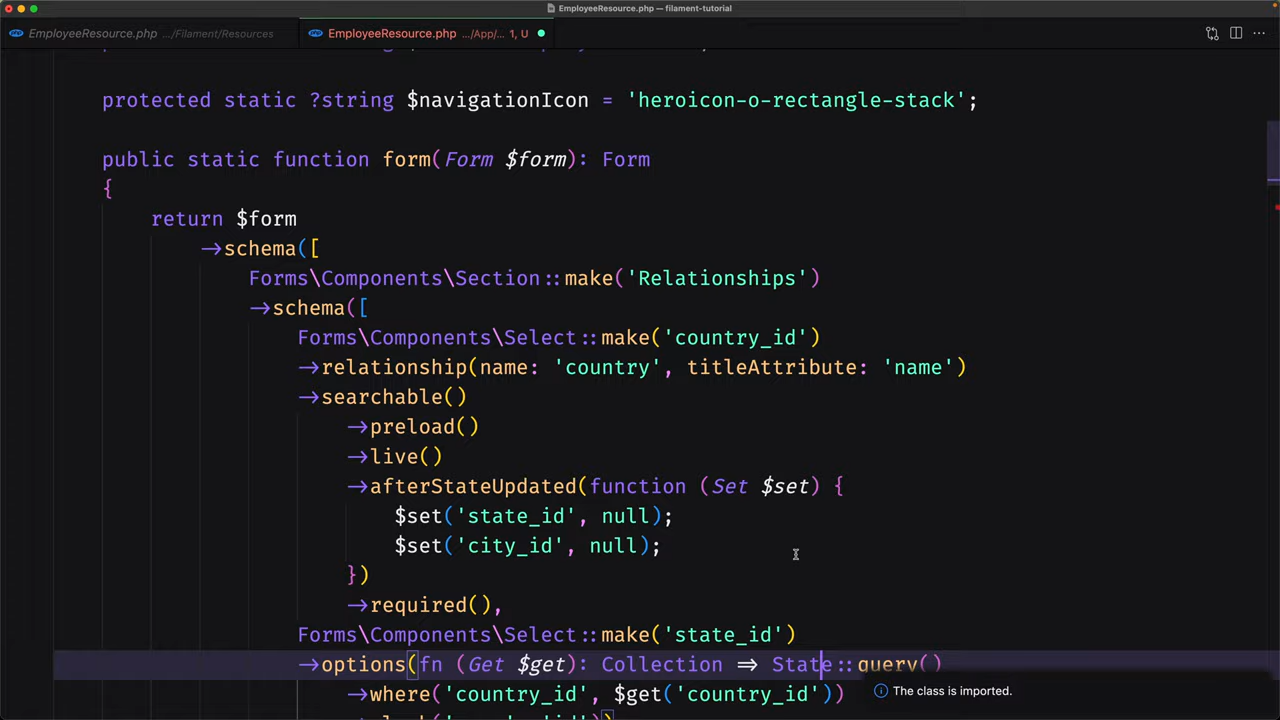 EmployeeResource.php — filament-tutorial
EmployeeResource.php .../Filament/Resources
EmployeeResource.php .../App/... 1, U
protected static ?string $navigationIcon = 'heroicon-o-rectangle-stack';
public static function form(Form $form): Form
{
return $form
->schema([
Forms\Components\Section::make('Relationships')
->schema([
Forms\Components\Select::make('country_id')
->relationship(name: 'country', titleAttribute: 'name')
->searchable()
->preload()
->live()
->afterStateUpdated(function (Set $set) {
$set('state_id', null);
$set('city_id', null);
})
->required(),
Forms\Components\Select::make('state_id')
->options(fn (Get $get): Collection => State::query()
The class is imported.
->where('country_id', $get('country_id'))